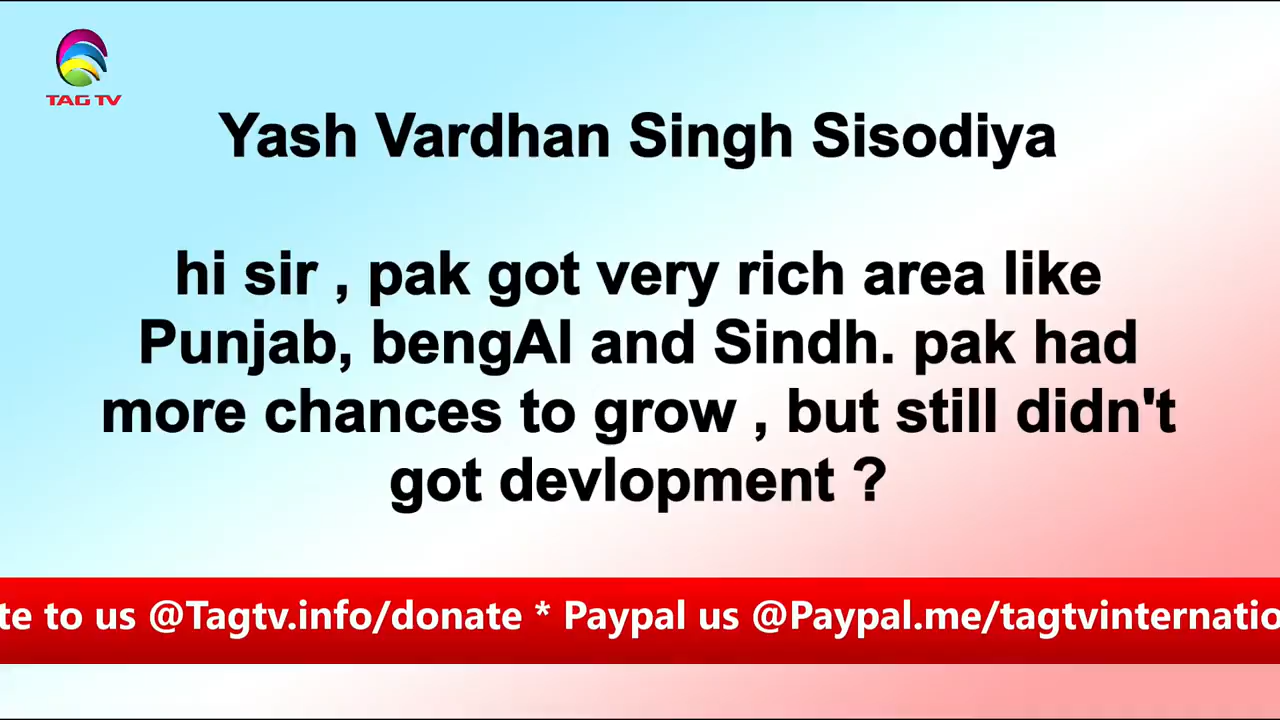 TAG TV
Yash Vardhan Singh Sisodiya
hi sir , pak got very rich area like
Punjab, bengAl and Sindh. pak had
more chances to grow , but still didn't
got devlopment ?
te to us @Tagtv.info/donate * Paypal us @Paypal.me/tagtvinternatio